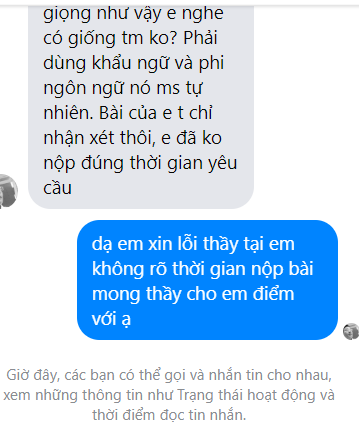 giọng như vậy e nghe
có giống tm ko? Phải
dùng khẩu ngữ và phi
ngôn ngữ nó ms tự
nhiên. Bài của e t chỉ
nhận xét thôi, e đã ko
nộp đúng thời gian yêu
cầu
dạ em xin lỗi thầy tại em
không rõ thời gian nộp bài
mong thầy cho em điểm
với ạ
Giờ đây, các bạn có thể gọi và nhắn tin cho nhau,
xem những thông tin như Trạng thái hoạt động và
thời điểm đọc tin nhắn.